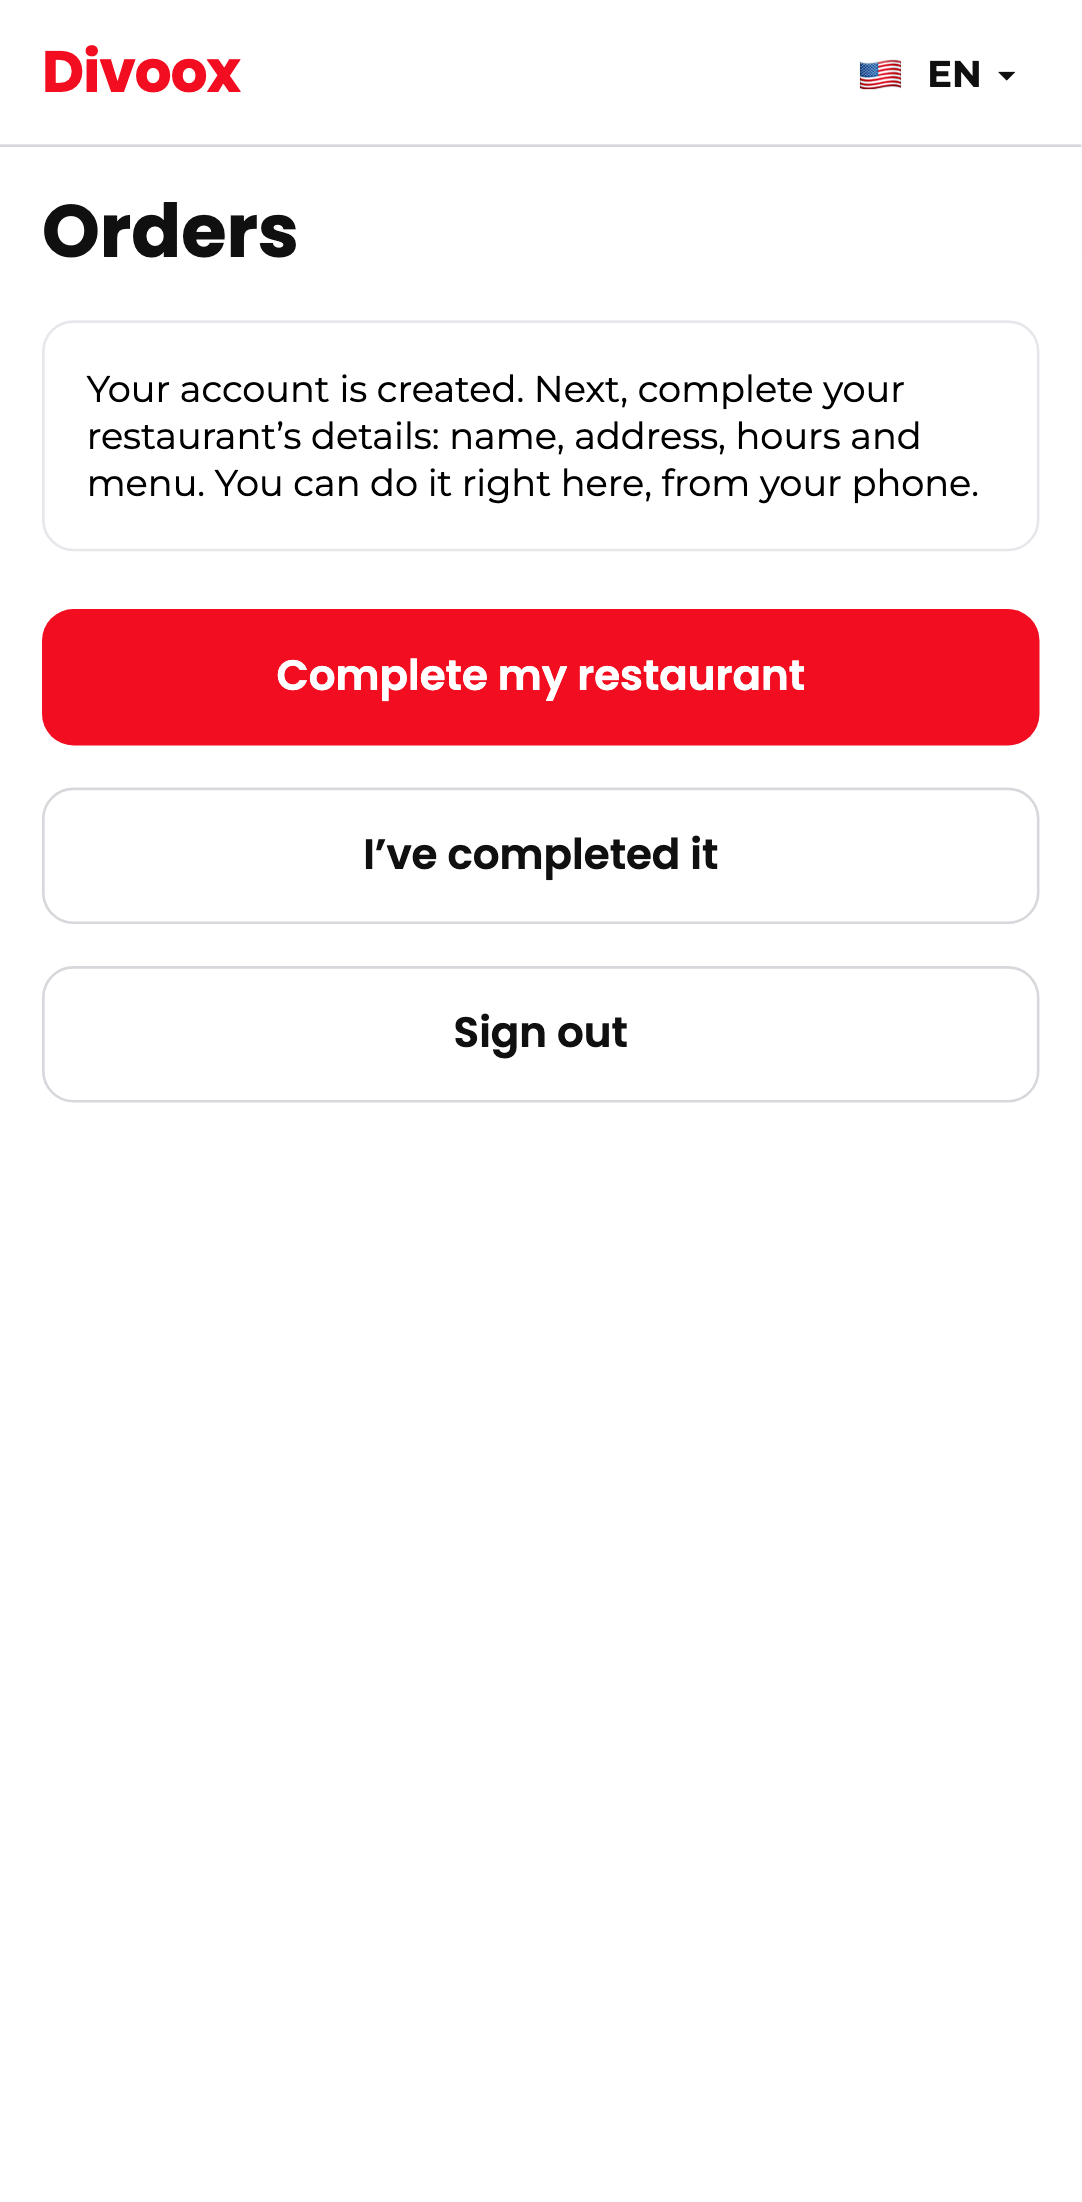 Divoox
EN
Orders
Your account is created. Next, complete your
restaurant’s details: name, address, hours and
menu. You can do it right here, from your phone.
Complete my restaurant
I’ve completed it
Sign out